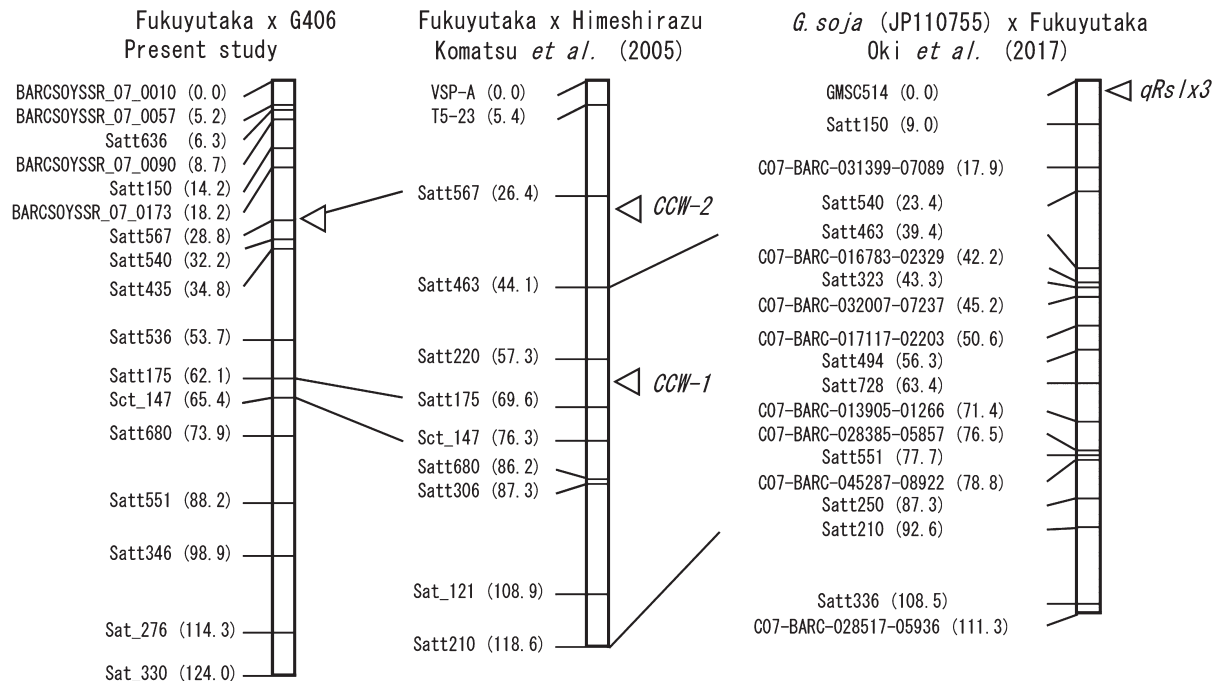 Fukuyutaka x G406
Present study
BARCSOYSSR_07_0010 (0.0)
BARCSOYSSR_07_0057 (5.2)
Satt636 (6.3)
BARCSOYSSR_07_0090 (8.7)
Satt150 (14.2)
BARCSOYSSR_07_0173 (18.2)
Satt567 (28.8)
Satt540 (32.2)
Satt435 (34.8)
Satt536 (53.7)
Satt175 (62.1)
Sct_147 (65.4)
Satt680 (73.9)
Satt551 (88.2)
Satt346 (98.9)
Sat_276 (114.3)
Sat_330 (124.0)
Fukuyutaka x Himeshirazu
Komatsu et al. (2005)
VSP-A (0.0)
T5-23 (5.4)
Satt567 (26.4)
CCW-2
Satt463 (44.1)
Satt220 (57.3)
CCW-1
Satt175 (69.6)
Sct_147 (76.3)
Satt680 (86.2)
Satt306 (87.3)
Sat_121 (108.9)
Satt210 (118.6)
G.soja (JP110755) x Fukuyutaka
Oki et al. (2017)
GMSC514 (0.0)
qRslx3
Satt150 (9.0)
C07-BARC-031399-07089 (17.9)
Satt540 (23.4)
Satt463 (39.4)
C07-BARC-016783-02329 (42.2)
Satt323 (43.3)
C07-BARC-032007-07237 (45.2)
C07-BARC-017117-02203 (50.6)
Satt494 (56.3)
Satt728 (63.4)
C07-BARC-013905-01266 (71.4)
C07-BARC-028385-05857 (76.5)
Satt551 (77.7)
C07-BARC-045287-08922 (78.8)
Satt250 (87.3)
Satt210 (92.6)
Satt336 (108.5)
C07-BARC-028517-05936 (111.3)